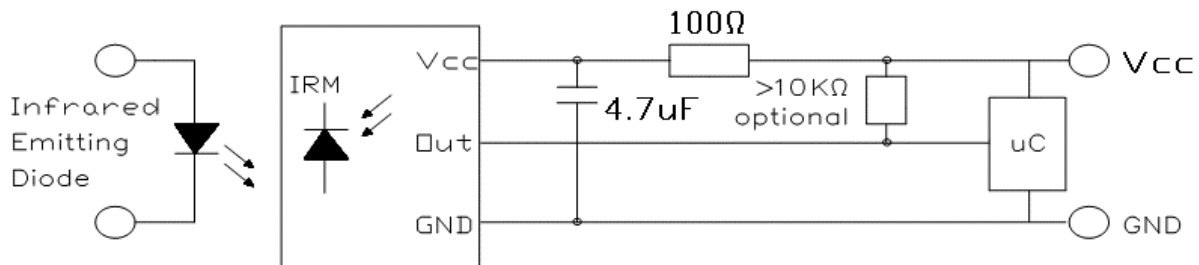 100Ω
Vcc
Vcc
IRM
>10KΩ
optional
Infrared
Emitting
Diode
4.7uF
Out
uC
GND
GND